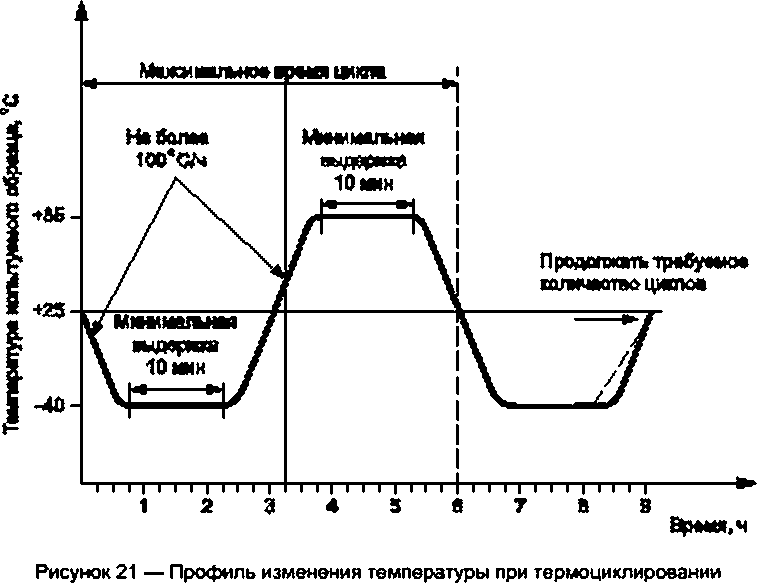 Температура испытуемого образца, °С
Максимальное время цикла
Не более
100 °С/ч
Минимальная
выдержка
10 мин
+85
Продолжать требуемое
количество циклов
+25
Минимальная
выдержка
10 мин
–40
1 2 3 4 5 6 7 8 9
Время, ч
Рисунок 21 — Профиль изменения температуры при термоциклировании